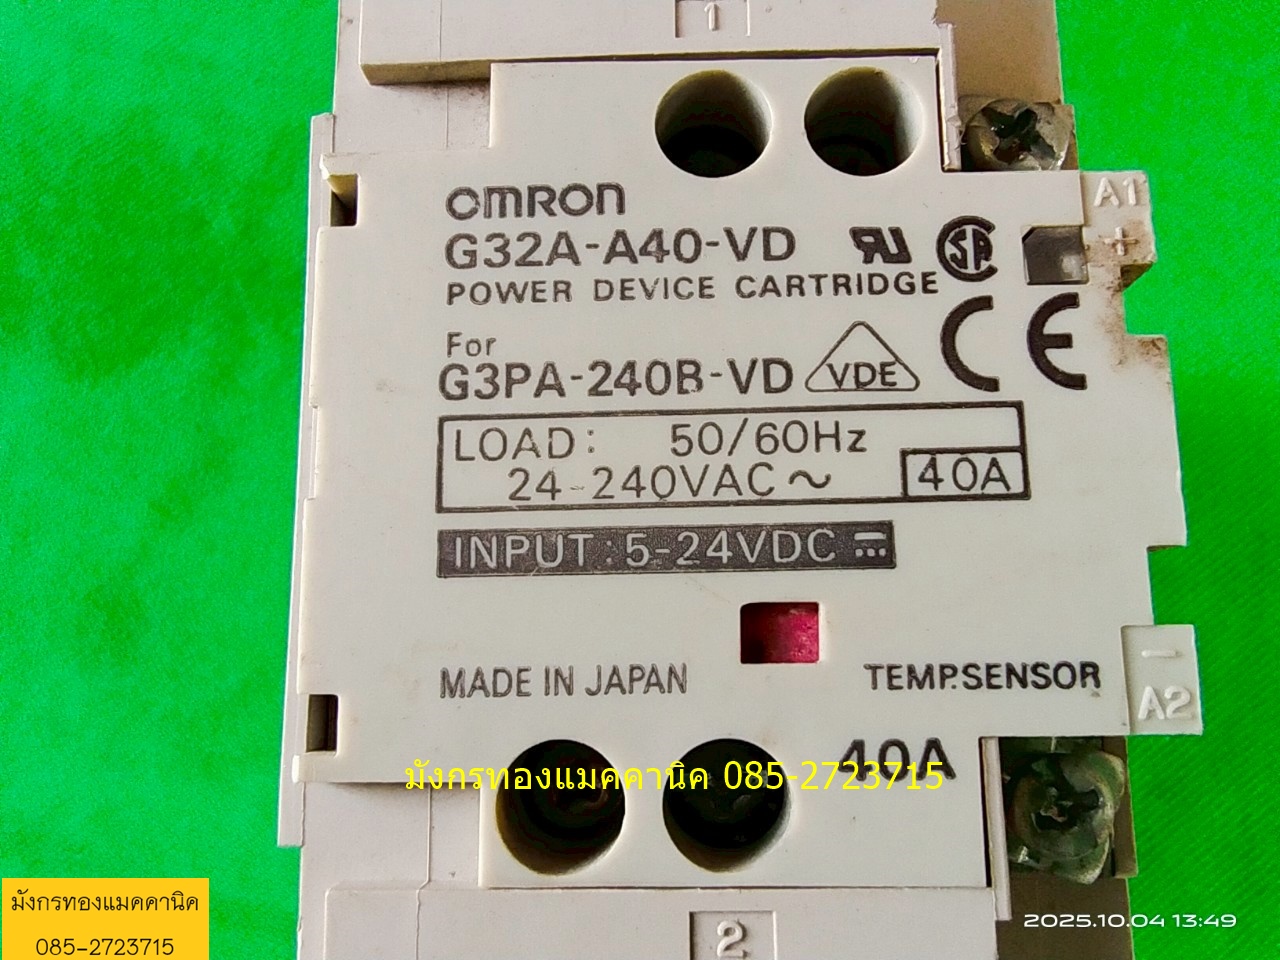 1
OMRON
G32A-A40-VD
POWER DEVICE CARTRIDGE
A1
+
For
G3PA-240B-VD
VDE
CE
LOAD: 50/60Hz
24-240VAC~ 40A
INPUT: 5-24VDC
MADE IN JAPAN
TEMP.SENSOR
-
A2
40A
มังกรทองแมคคานิค 085-2723715
มังกรทองแมคคานิค
085-2723715
2
2025.10.04 13:49